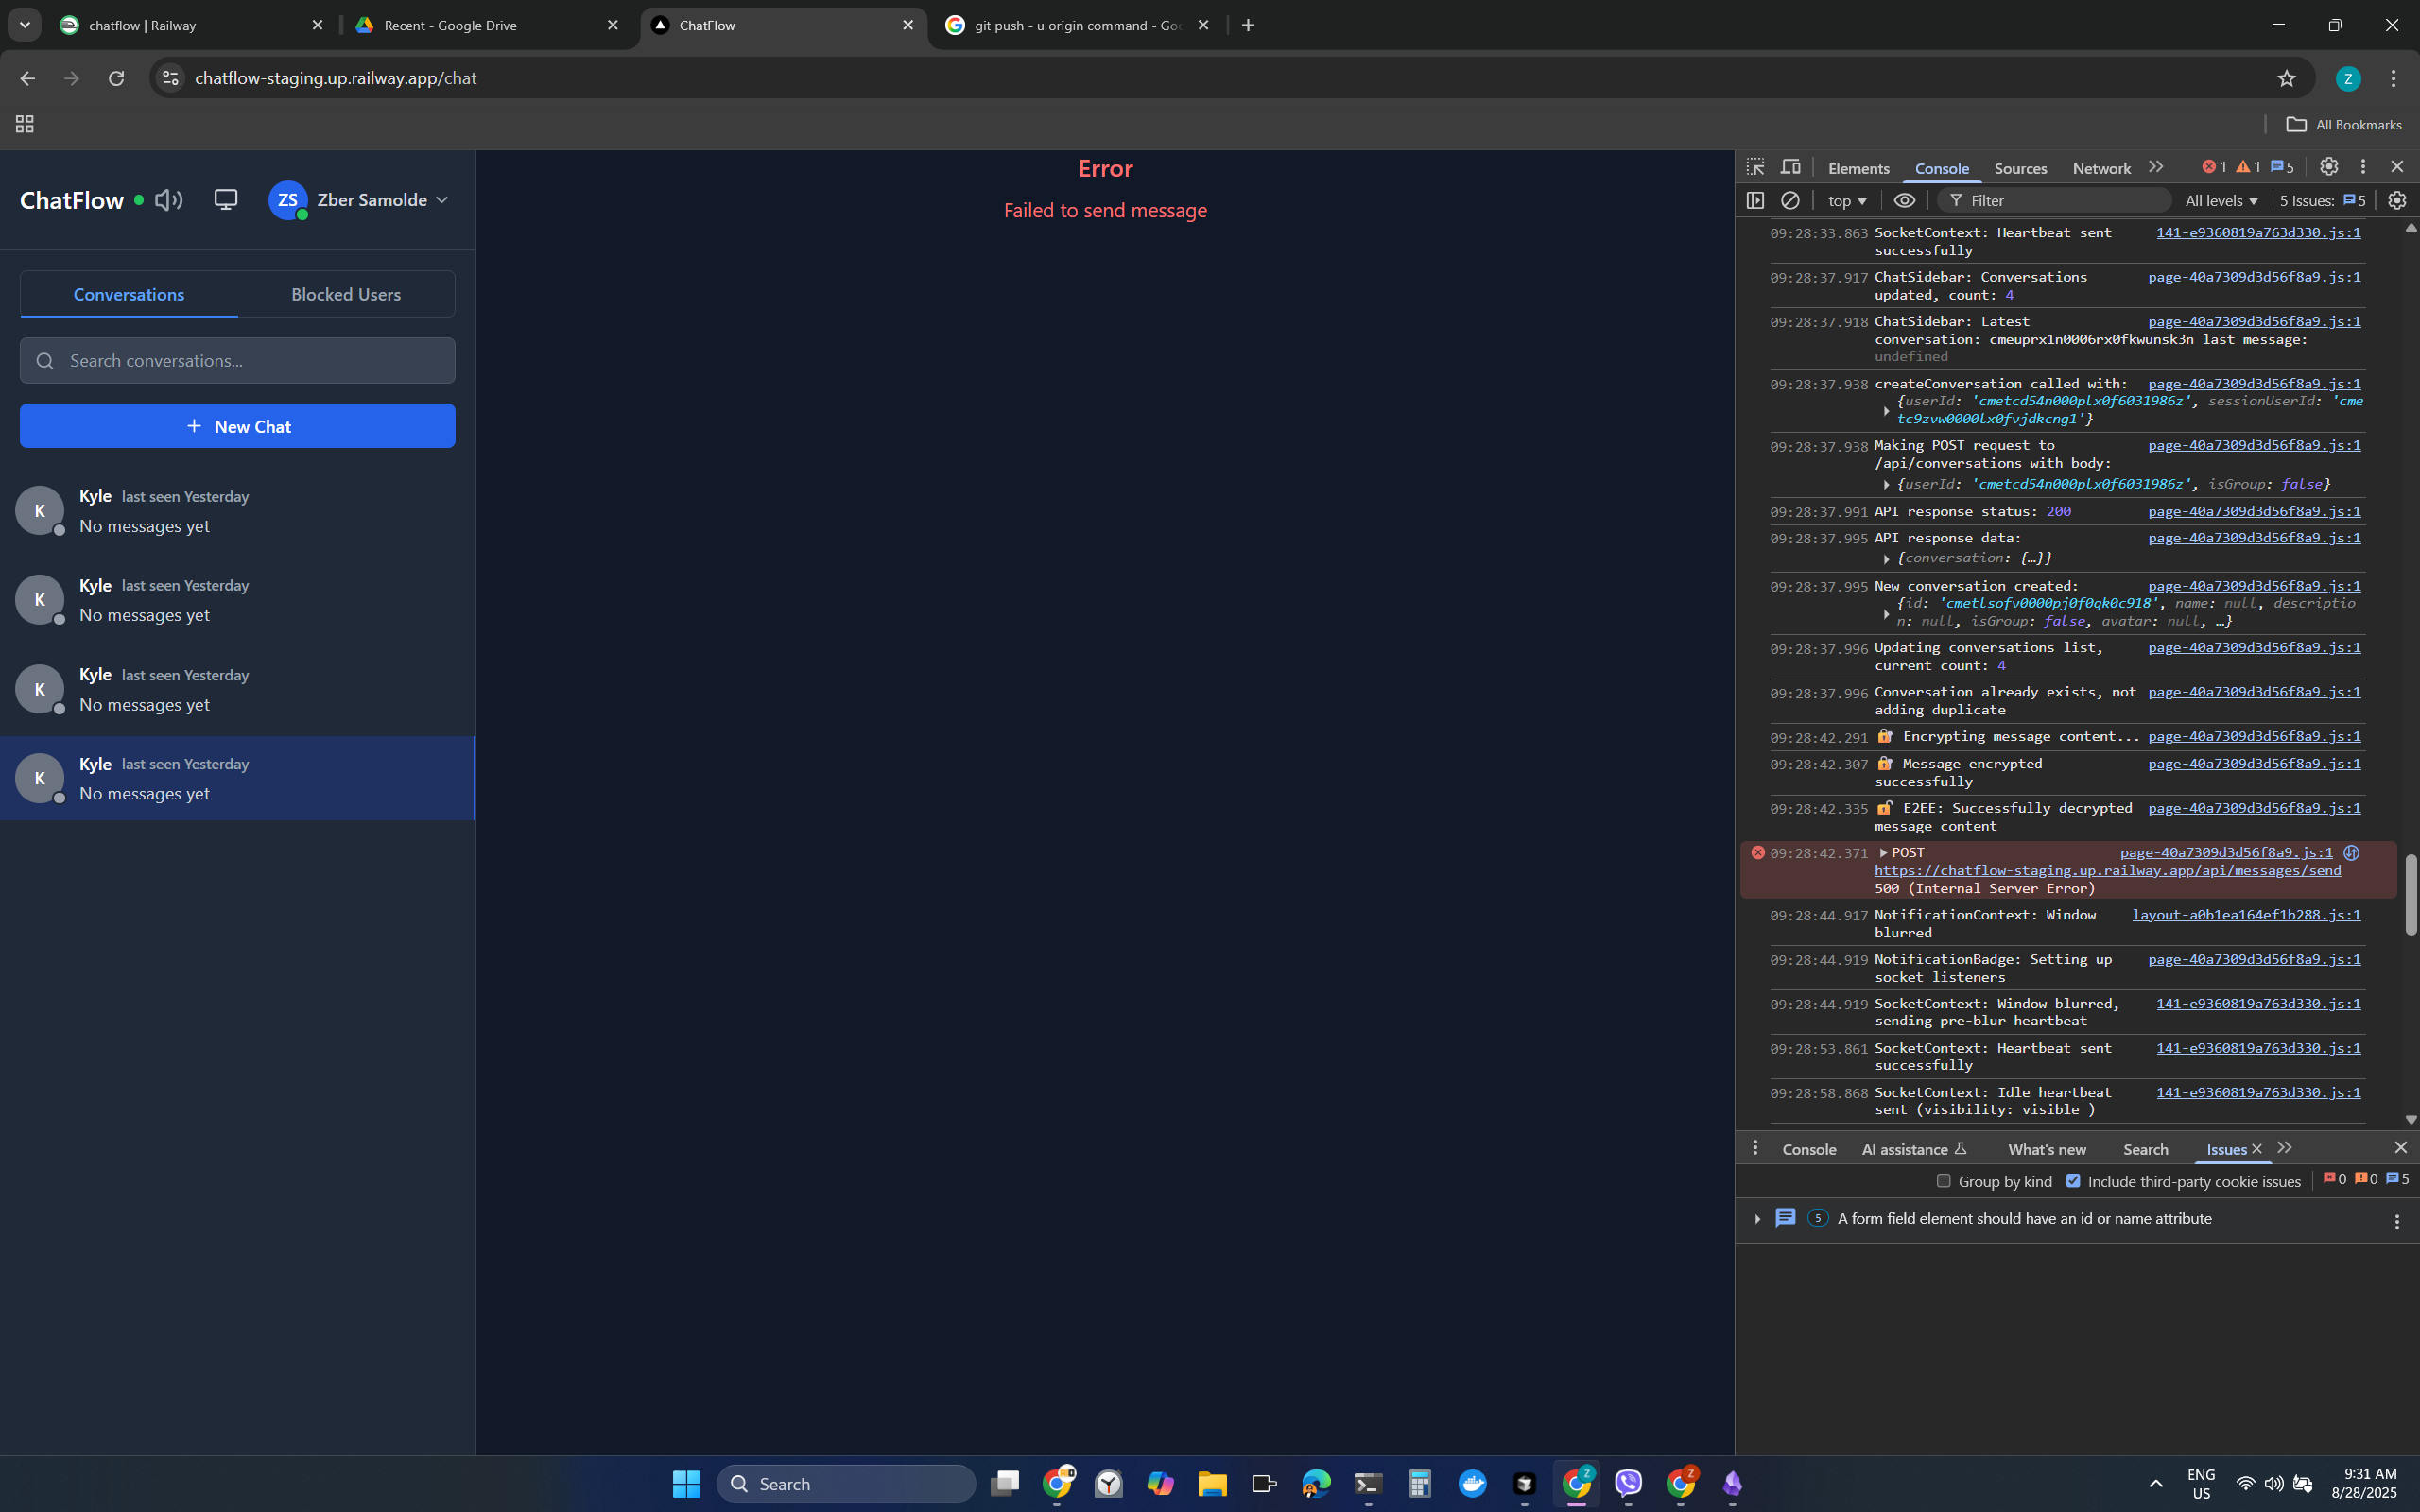 chatflow | Railway
Recent - Google Drive
ChatFlow
git push - u origin command - Goo
chatflow-staging.up.railway.app/chat
Z
All Bookmarks
ChatFlow
ZS
Zber Samolde
Conversations
Blocked Users
Search conversations...
+ New Chat
K
Kyle last seen Yesterday
No messages yet
K
Kyle last seen Yesterday
No messages yet
K
Kyle last seen Yesterday
No messages yet
K
Kyle last seen Yesterday
No messages yet
Error
Failed to send message
Elements Console Sources Network 1 1 5
top Filter All levels 5 Issues: 5
09:28:33.863 SocketContext: Heartbeat sent 141-e9360819a763d330.js:1
successfully
09:28:37.917 ChatSidebar: Conversations page-40a7309d3d56f8a9.js:1
updated, count: 4
09:28:37.918 ChatSidebar: Latest page-40a7309d3d56f8a9.js:1
conversation: cmeuprx1n0006rx0fkwunsk3n last message:
undefined
09:28:37.938 createConversation called with: page-40a7309d3d56f8a9.js:1
{userId: 'cmetcd54n000plx0f6031986z', sessionUserId: 'cme
tc9zvw0000lx0fvjdkcng1'}
09:28:37.938 Making POST request to page-40a7309d3d56f8a9.js:1
/api/conversations with body:
{userId: 'cmetcd54n000plx0f6031986z', isGroup: false}
09:28:37.991 API response status: 200 page-40a7309d3d56f8a9.js:1
09:28:37.995 API response data: page-40a7309d3d56f8a9.js:1
{conversation: {…}}
09:28:37.995 New conversation created: page-40a7309d3d56f8a9.js:1
{id: 'cmetlsofv0000pj0f0qk0c918', name: null, descriptio
n: null, isGroup: false, avatar: null, …}
09:28:37.996 Updating conversations list, page-40a7309d3d56f8a9.js:1
current count: 4
09:28:37.996 Conversation already exists, not page-40a7309d3d56f8a9.js:1
adding duplicate
09:28:42.291 🔐 Encrypting message content... page-40a7309d3d56f8a9.js:1
09:28:42.307 🔐 Message encrypted page-40a7309d3d56f8a9.js:1
successfully
09:28:42.335 🔓 E2EE: Successfully decrypted page-40a7309d3d56f8a9.js:1
message content
09:28:42.371 POST page-40a7309d3d56f8a9.js:1
https://chatflow-staging.up.railway.app/api/messages/send
500 (Internal Server Error)
09:28:44.917 NotificationContext: Window layout-a0b1ea164ef1b288.js:1
blurred
09:28:44.919 NotificationBadge: Setting up page-40a7309d3d56f8a9.js:1
socket listeners
09:28:44.919 SocketContext: Window blurred, 141-e9360819a763d330.js:1
sending pre-blur heartbeat
09:28:53.861 SocketContext: Heartbeat sent 141-e9360819a763d330.js:1
successfully
09:28:58.868 SocketContext: Idle heartbeat 141-e9360819a763d330.js:1
sent (visibility: visible )
Console AI assistance What's new Search Issues
Group by kind Include third-party cookie issues 0 0 5
5 A form field element should have an id or name attribute
Search
Z
Z
ENG
US
9:31 AM
8/28/2025